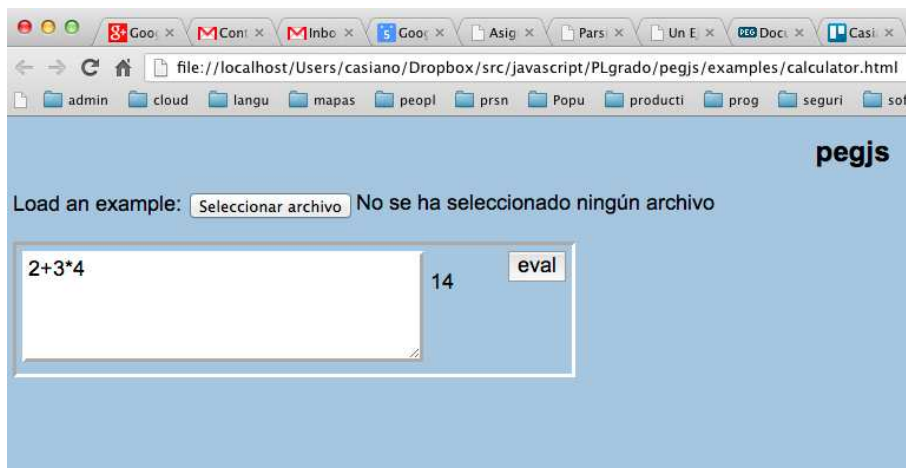 Goo Cont Inbo Goo Asig Pars Un E Doc Casi
file://localhost/Users/casiano/Dropbox/src/javascript/PLgrado/pegjs/examples/calculator.html
admin cloud langu mapas peopl prsn Popu producti prog seguri sof
pegjs
Load an example: Seleccionar archivo No se ha seleccionado ningún archivo
2+3*4
14
eval